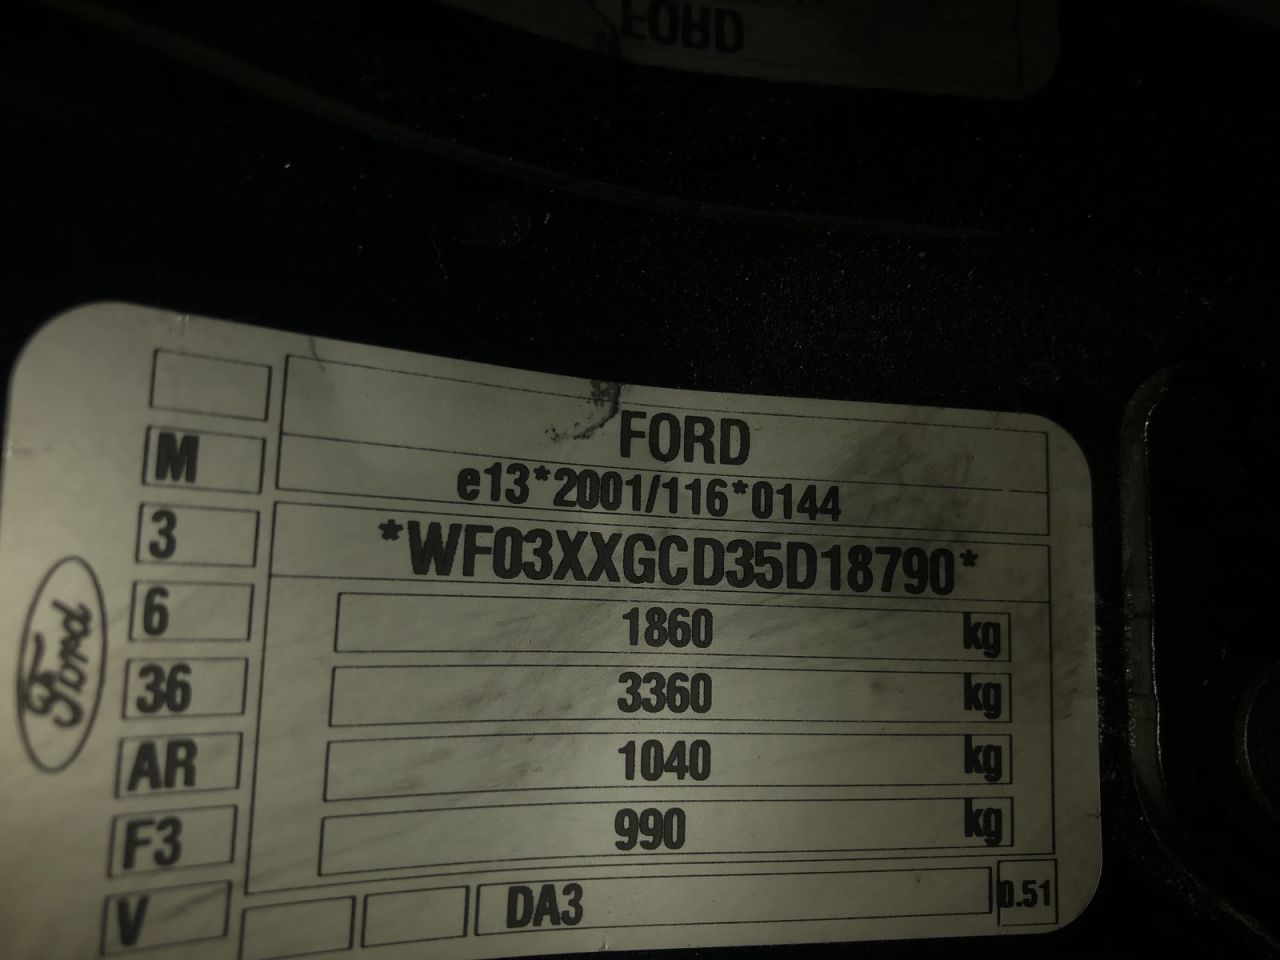 FORD
FORD
M
e13*2001/116*0144
3
*WF03XXGCD35D18790*
6
1860 kg
36
3360 kg
AR
1040 kg
F3
990 kg
V
DA3
0.51
Ford